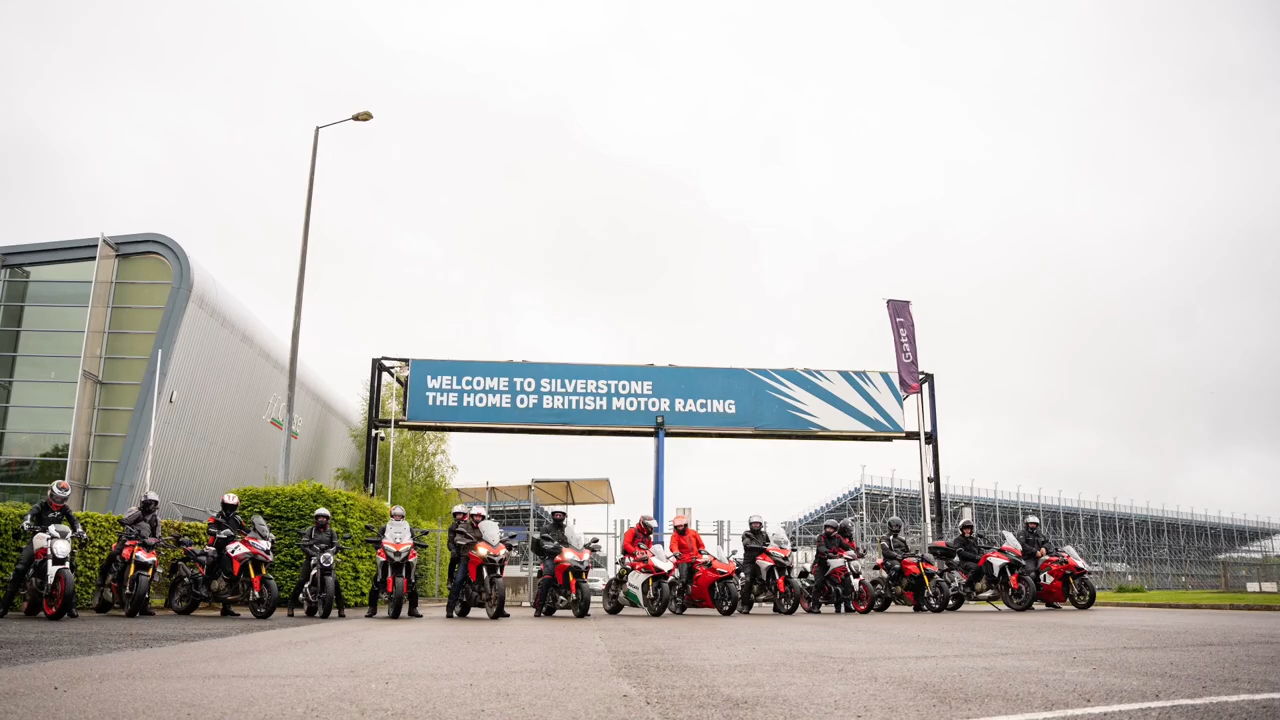 WELCOME TO SILVERSTONE
THE HOME OF BRITISH MOTOR RACING
Gate 1